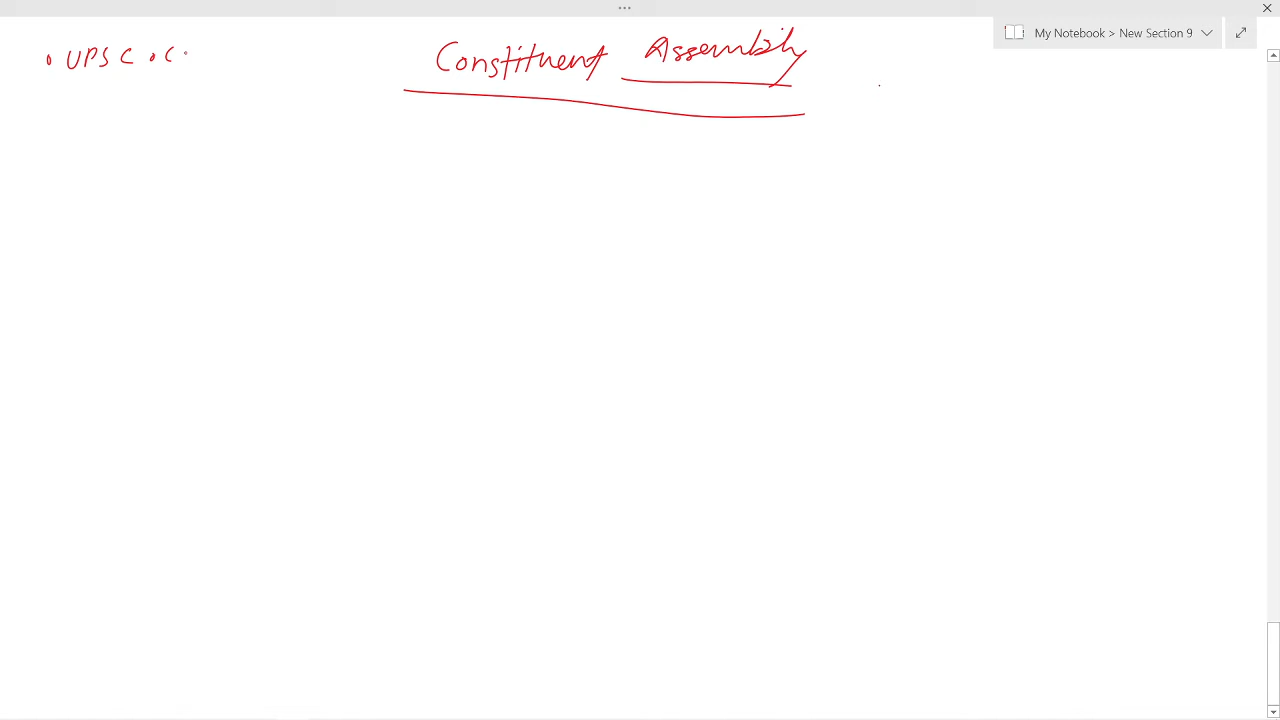 My Notebook > New Section 9
• UPSC • C
Constituent Assembly